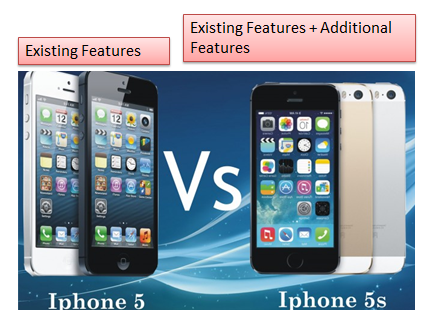 Existing Features
Existing Features + Additional
Features
Vs
Iphone 5
Iphone 5s